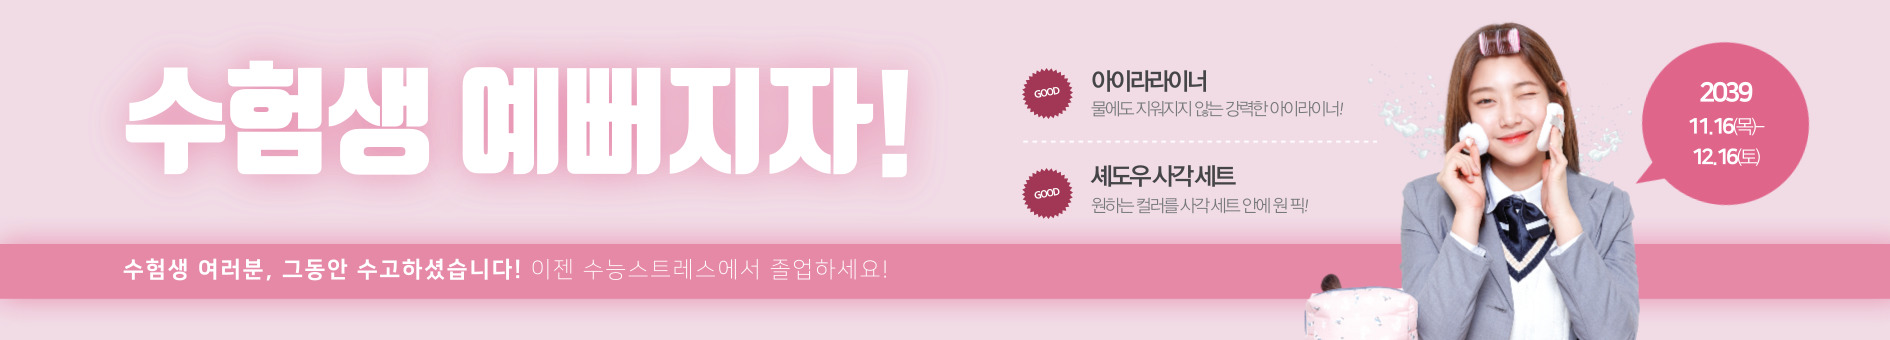 수험생 예뻐지자!
GOOD
아이라라이너
물에도 지워지지 않는 강력한 아이라이너!
GOOD
셰도우 사각 세트
원하는 컬러를 사각 세트 안에 원 픽!
2039
11.16(목)-
12.16(토)
수험생 여러분, 그동안 수고하셨습니다! 이젠 수능스트레스에서 졸업하세요!